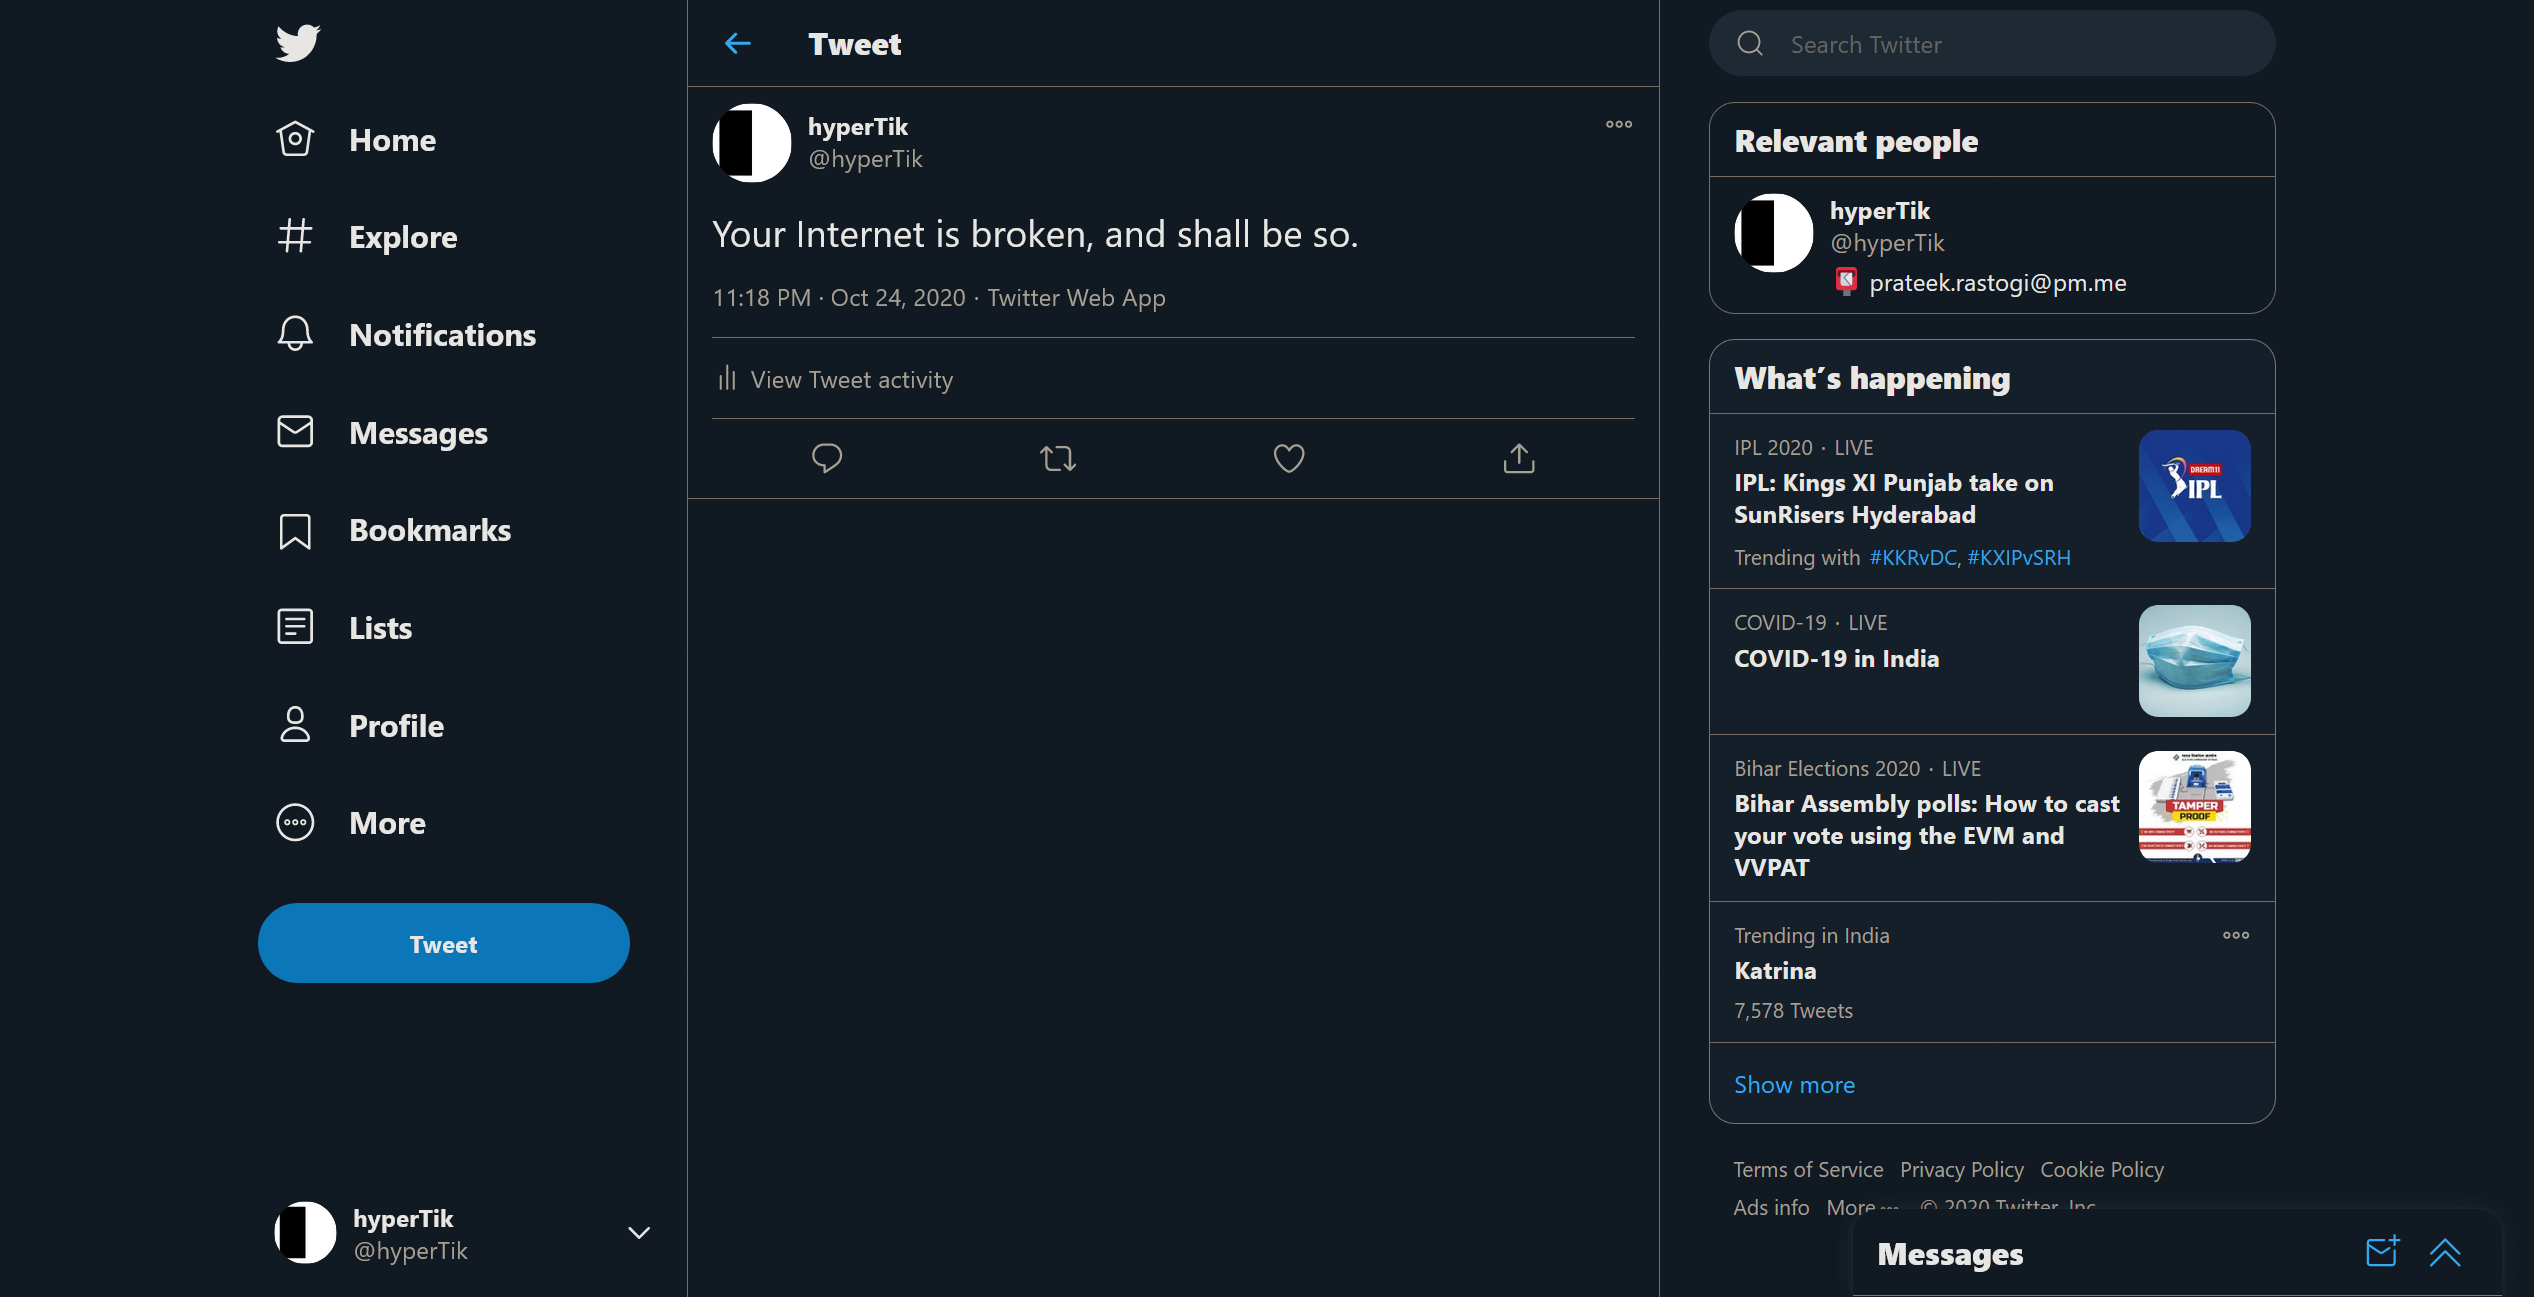 Home
Explore
Notifications
Messages
Bookmarks
Lists
Profile
More
Tweet
hyperTik
@hyperTik
Tweet
hyperTik
@hyperTik
Your Internet is broken, and shall be so.
11:18 PM · Oct 24, 2020 · Twitter Web App
View Tweet activity
Search Twitter
Relevant people
hyperTik
@hyperTik
prateek.rastogi@pm.me
What's happening
IPL 2020 · LIVE
IPL: Kings XI Punjab take on
SunRisers Hyderabad
Trending with #KKRvDC, #KXIPvSRH
DREAM11
IPL
COVID-19 · LIVE
COVID-19 in India
Bihar Elections 2020 · LIVE
Bihar Assembly polls: How to cast
your vote using the EVM and
VVPAT
TAMPER
PROOF
Trending in India
Katrina
7,578 Tweets
Show more
Terms of Service Privacy Policy Cookie Policy
Ads info More © 2020 Twitter, Inc.
Messages